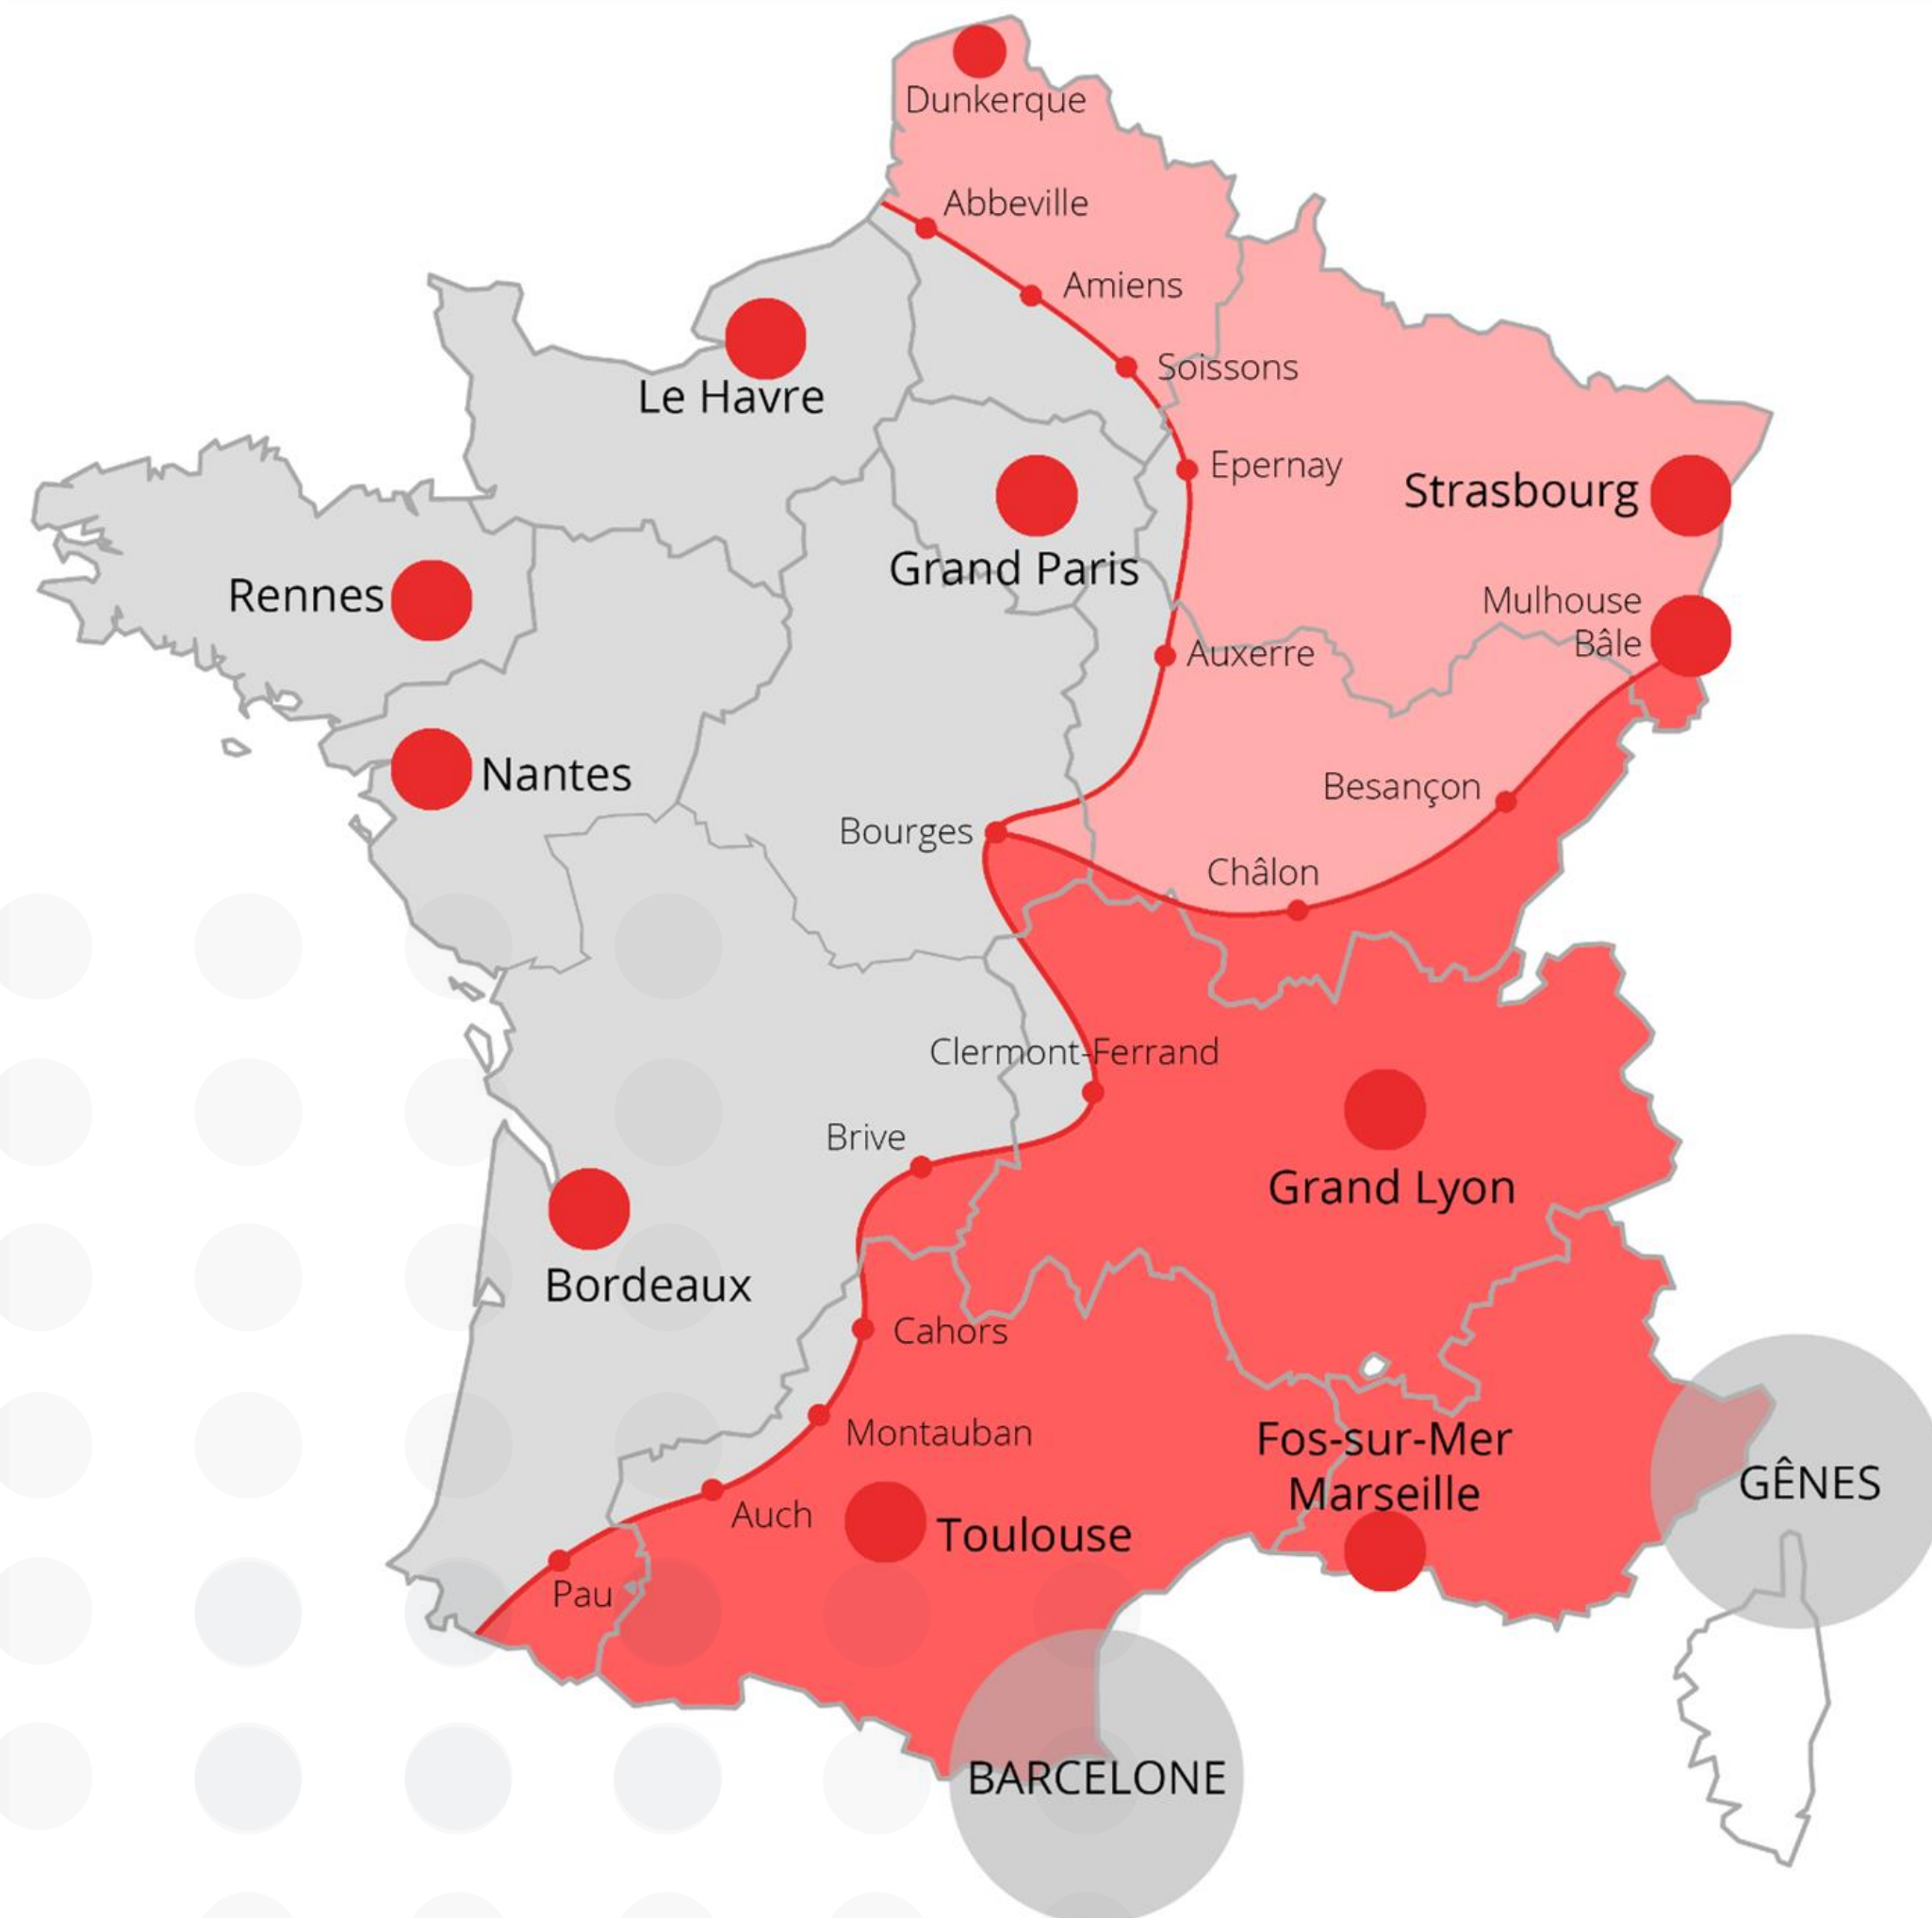 Dunkerque
Abbeville
Amiens
Soissons
Le Havre
Epernay
Strasbourg
Grand Paris
Rennes
Mulhouse
Bâle
Auxerre
Nantes
Besançon
Bourges
Châlon
Clermont-Ferrand
Brive
Grand Lyon
Bordeaux
Cahors
Montauban
Fos-sur-Mer
Marseille
GÊNES
Auch
Toulouse
Pau
BARCELONE